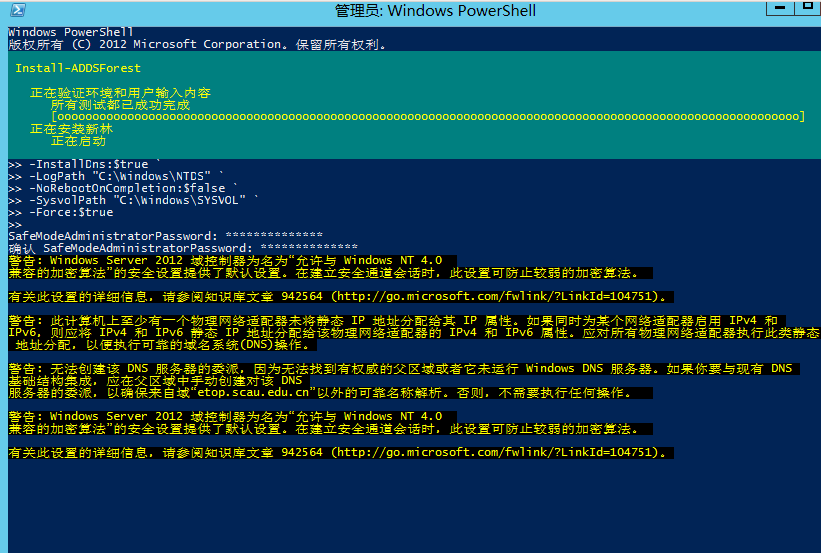 管理员: Windows PowerShell
Windows PowerShell
版权所有 (C) 2012 Microsoft Corporation。保留所有权利。
Install-ADDSForest
正在验证环境和用户输入内容
所有测试都已成功完成
[oooooooooooooooooooooooooooooooooooooooooooooooooooooooooooooooooooooooooooooooooooooooooooooooooooooooooo]
正在安装新林
正在启动
>> -InstallDns:$true `
>> -LogPath "C:\Windows\NTDS" `
>> -NoRebootOnCompletion:$false `
>> -SysvolPath "C:\Windows\SYSVOL" `
>> -Force:$true
>>
SafeModeAdministratorPassword: **************
确认 SafeModeAdministratorPassword: **************
警告: Windows Server 2012 域控制器为名为“允许与 Windows NT 4.0
兼容的加密算法”的安全设置提供了默认设置。在建立安全通道会话时，此设置可防止较弱的加密算法。
有关此设置的详细信息，请参阅知识库文章 942564 (http://go.microsoft.com/fwlink/?LinkId=104751)。
警告: 此计算机上至少有一个物理网络适配器未将静态 IP 地址分配给其 IP 属性。如果同时为某个网络适配器启用 IPv4 和
IPv6，则应将 IPv4 和 IPv6 静态 IP 地址分配给该物理网络适配器的 IPv4 和 IPv6 属性。应对所有物理网络适配器执行此类静态
地址分配，以便执行可靠的域名系统(DNS)操作。
警告: 无法创建该 DNS 服务器的委派，因为无法找到有权威的父区域或者它未运行 Windows DNS 服务器。如果你要与现有 DNS
基础结构集成，应在父区域中手动创建对该 DNS
服务器的委派，以确保来自域“etop.scau.edu.cn”以外的可靠名称解析。否则，不需要执行任何操作。
警告: Windows Server 2012 域控制器为名为“允许与 Windows NT 4.0
兼容的加密算法”的安全设置提供了默认设置。在建立安全通道会话时，此设置可防止较弱的加密算法。
有关此设置的详细信息，请参阅知识库文章 942564 (http://go.microsoft.com/fwlink/?LinkId=104751)。